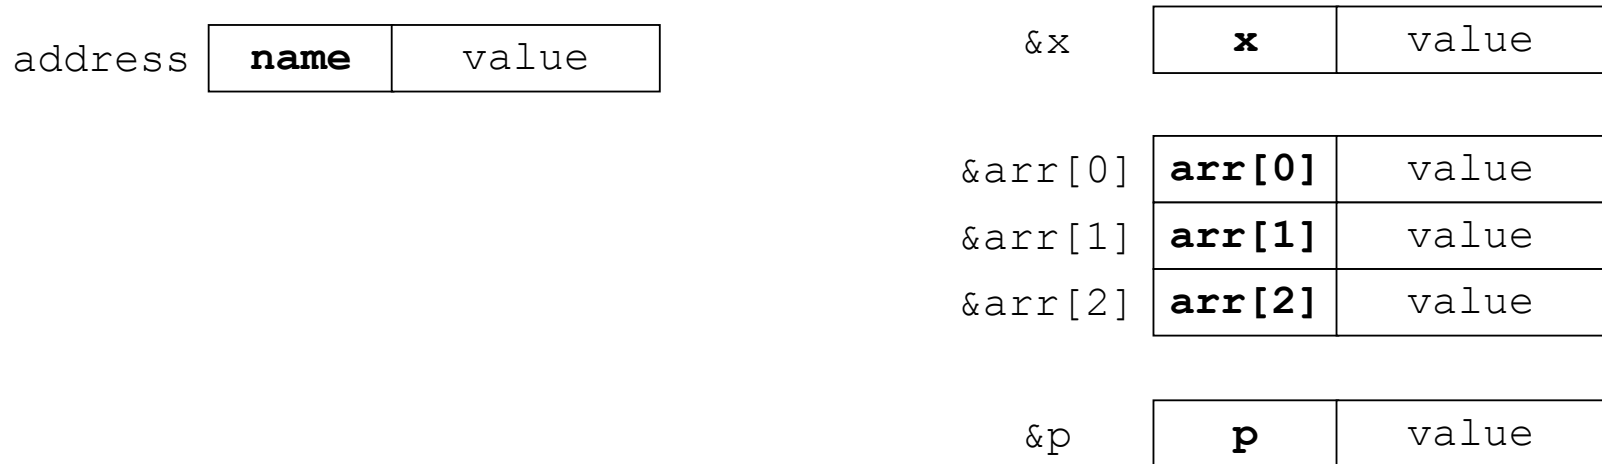 address name value
&x x value
&arr[0] arr[0] value
&arr[1] arr[1] value
&arr[2] arr[2] value
&p p value